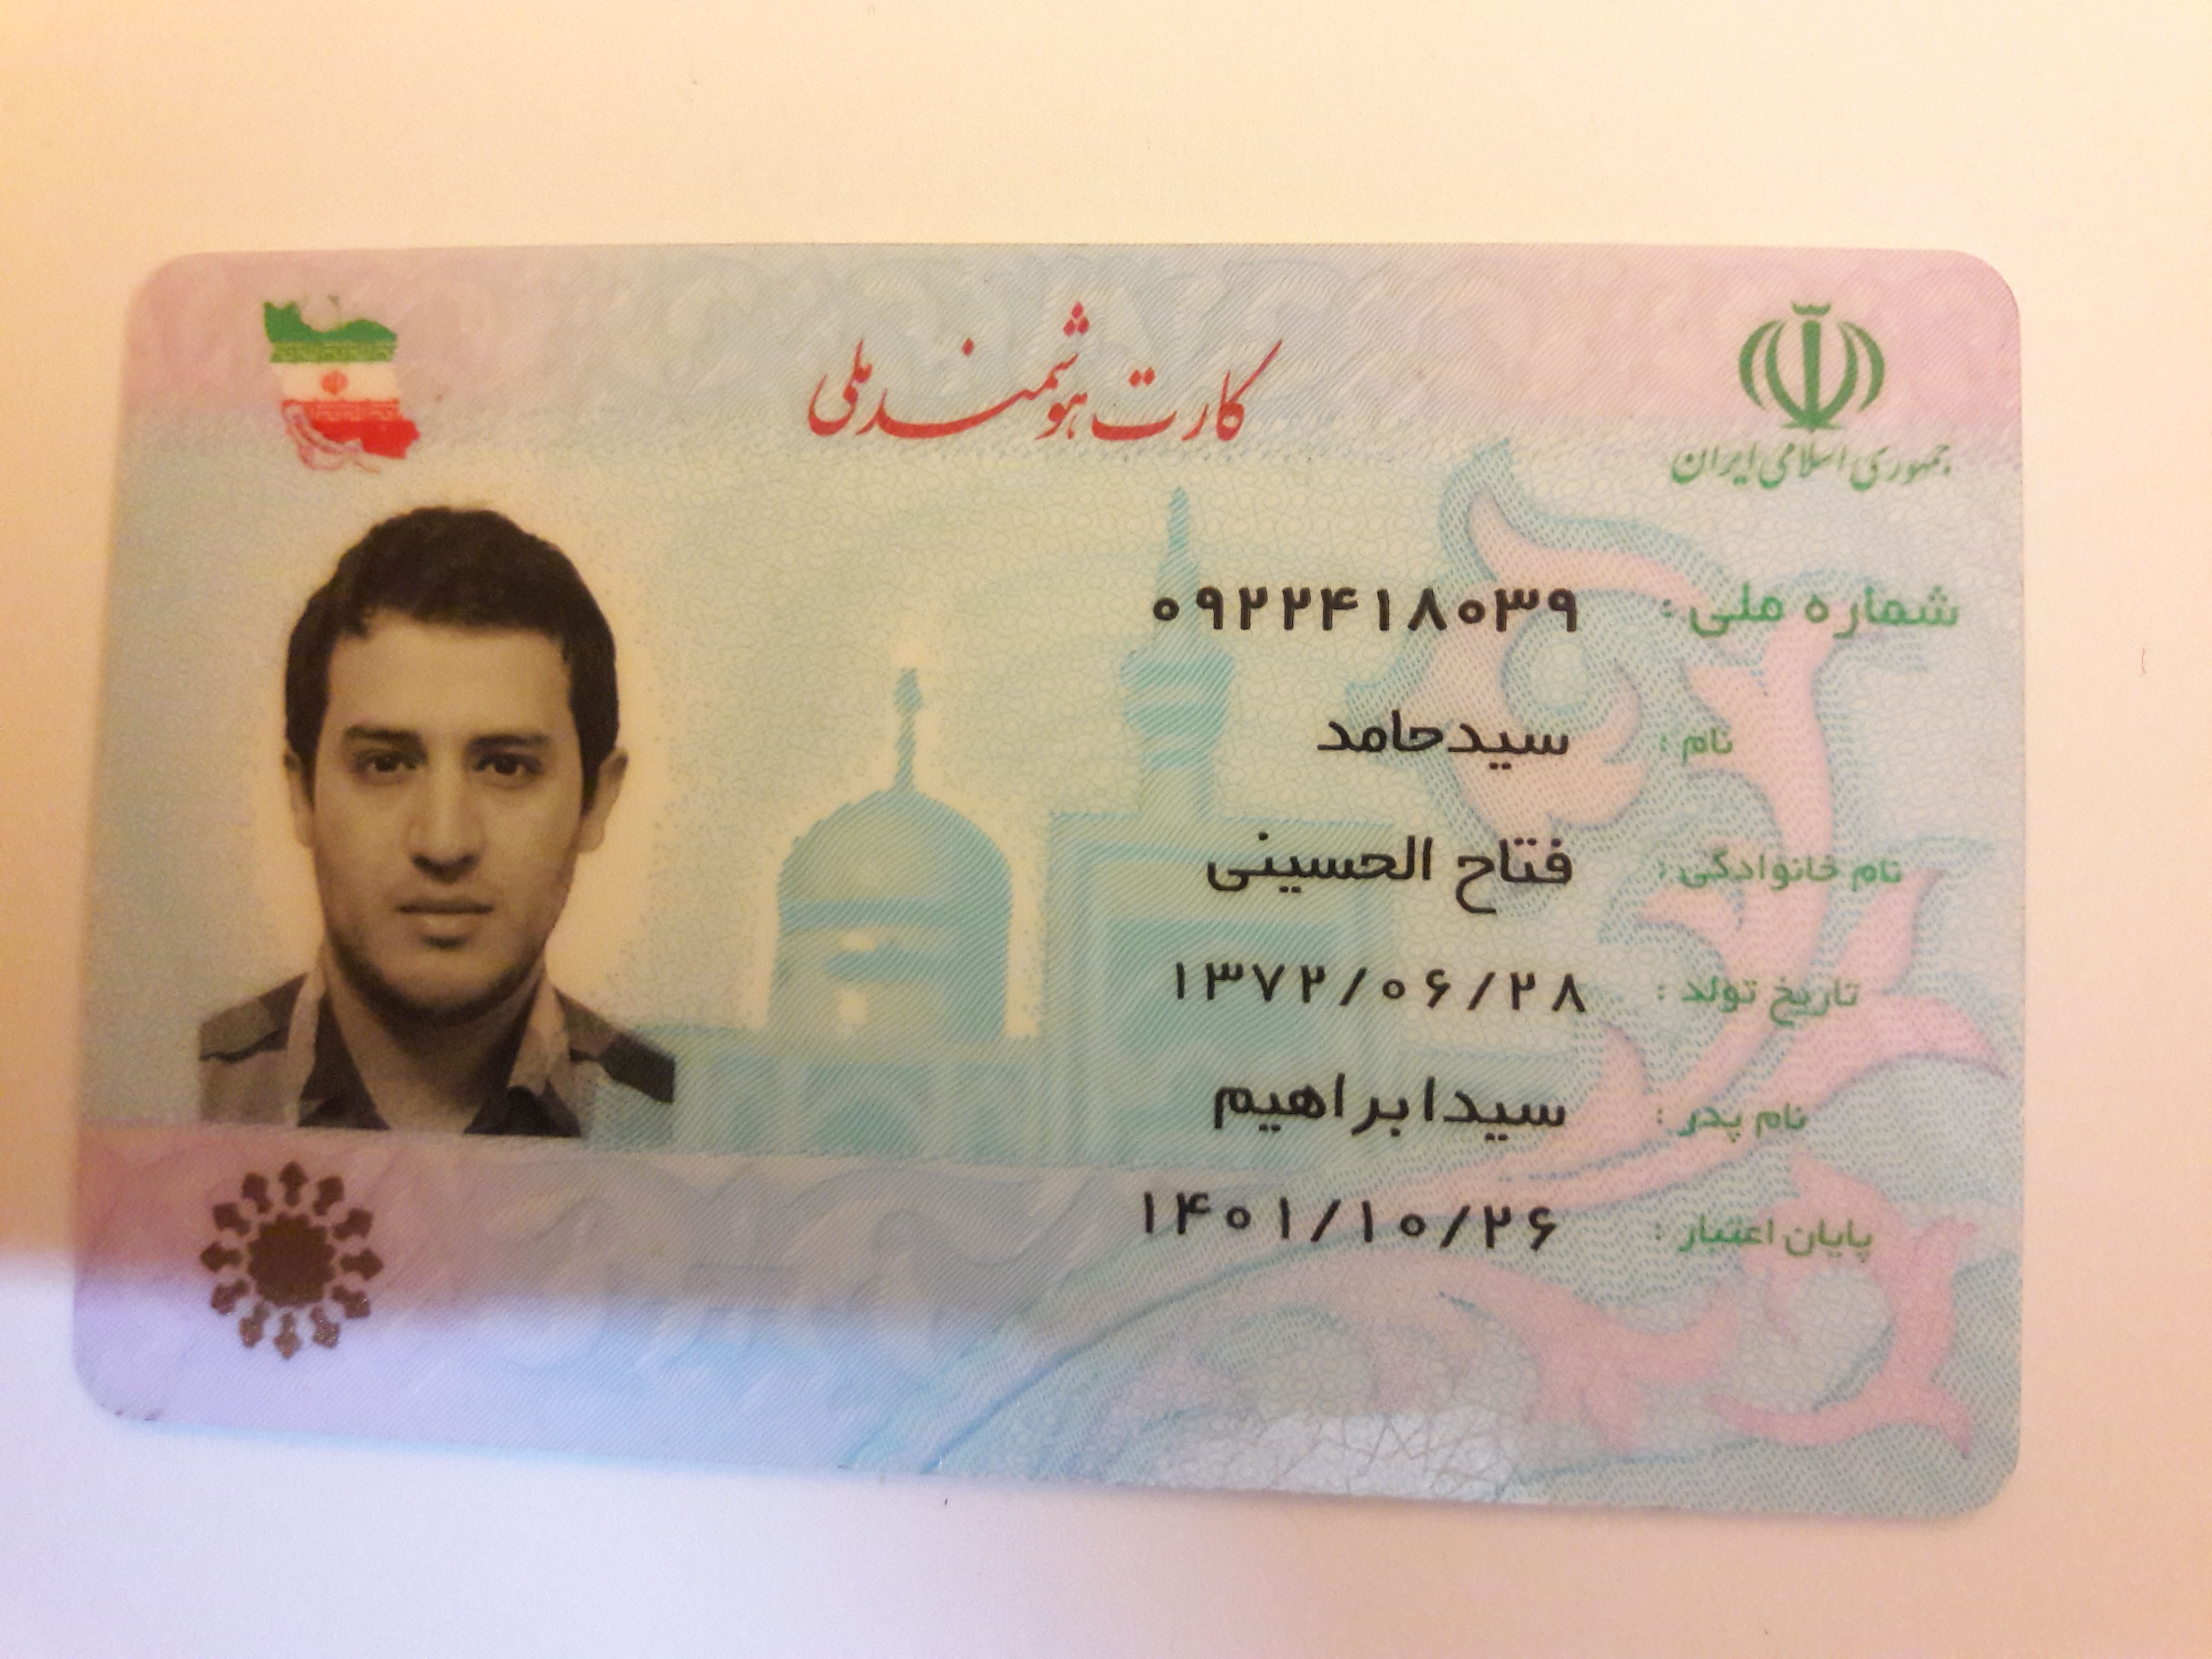 کارت هوشمند ملی
جمهوری اسلامی ایران
شماره ملی : ۰۹۲۲۴۱۸۰۳۹
نام : سیدحامد
نام خانوادگی : فتاح الحسینی
تاریخ تولد : ۱۳۷۲/۰۶/۲۸
نام پدر : سیدابراهیم
پایان اعتبار : ۱۴۰۱/۱۰/۲۶